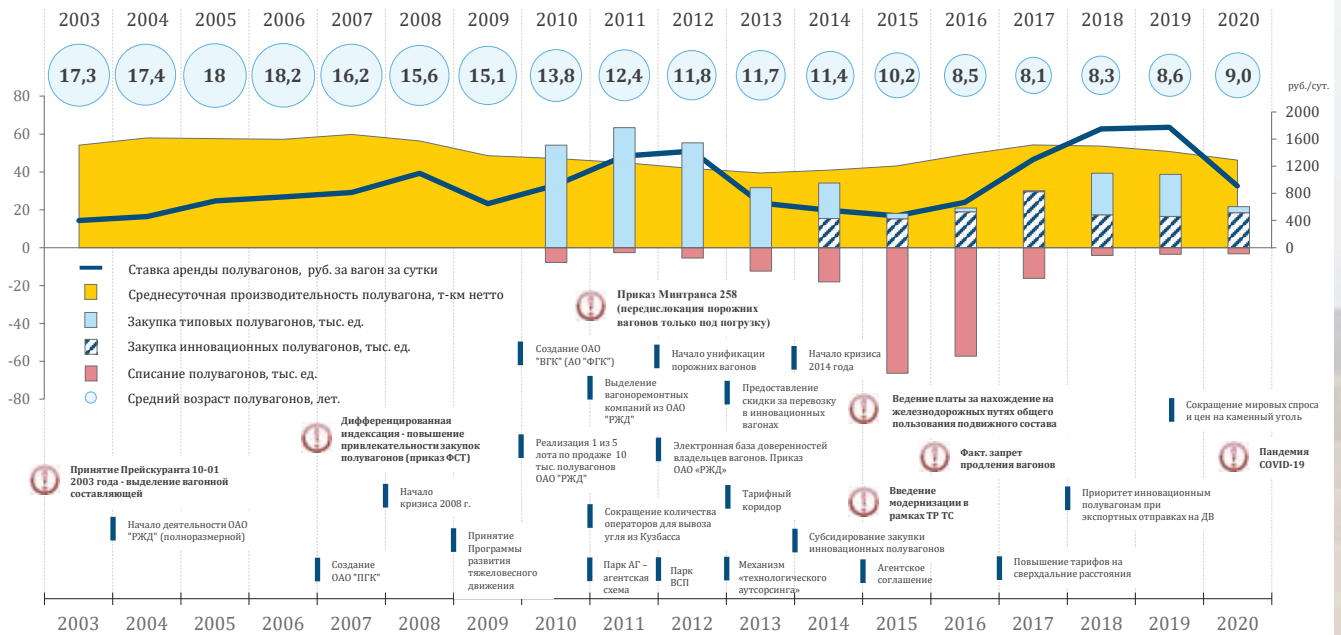 2003 2004 2005 2006 2007 2008 2009 2010 2011 2012 2013 2014 2015 2016 2017 2018 2019 2020
17,3 17,4 18 18,2 16,2 15,6 15,1 13,8 12,4 11,8 11,7 11,4 10,2 8,5 8,1 8,3 8,6 9,0
руб./сут.
80
60
40
20
0
-20
-40
-60
-80
2000
1600
1200
800
400
0
Ставка аренды полувагонов, руб. за вагон за сутки
Среднесуточная производительность полувагона, т-км нетто
Закупка типовых полувагонов, тыс. ед.
Закупка инновационных полувагонов, тыс. ед.
Списание полувагонов, тыс. ед.
Средний возраст полувагонов, лет.
Приказ Минтранса 258
(передислокация порожних
вагонов только под погрузку)
Создание ОАО
"ВГК" (АО "ФГК")
Начало унификации
порожних вагонов
Начало кризиса
2014 года
Выделение
вагоноремонтных
компаний из ОАО
"РЖД"
Предоставление
скидки за перевозку
в инновационных
вагонах
Ведение платы за нахождение на
железнодорожных путях общего
пользования подвижного состава
Сокращение мировых спроса
и цен на каменный уголь
Дифференцированная
индексация - повышение
привлекательности закупок
полувагонов (приказ ФСТ)
Реализация 1 из 5
лота по продаже 10
тыс. полувагонов
ОАО "РЖД"
Электронная база доверенностей
владельцев вагонов. Приказ
ОАО «РЖД»
Факт. запрет
продления вагонов
Пандемия
COVID-19
Принятие Прейскуранта 10-01
2003 года - выделение вагонной
составляющей
Начало
кризиса 2008 г.
Тарифный
коридор
Введение
модернизации в
рамках ТР ТС
Приоритет инновационным
полувагонам при
экспортных отправках на ДВ
Начало деятельности ОАО
"РЖД" (полноразмерной)
Сокращение количества
операторов для вывоза
угля из Кузбасса
Принятие
Программы
развития
тяжеловесного
движения
Субсидирование закупки
инновационных полувагонов
Создание
ОАО "ПГК"
Парк АГ –
агентская
схема
Парк
ВСП
Механизм
«технологического
аутсорсинга»
Агентское
соглашение
Повышение тарифов на
сверхдальние расстояния
2003 2004 2005 2006 2007 2008 2009 2010 2011 2012 2013 2014 2015 2016 2017 2018 2019 2020